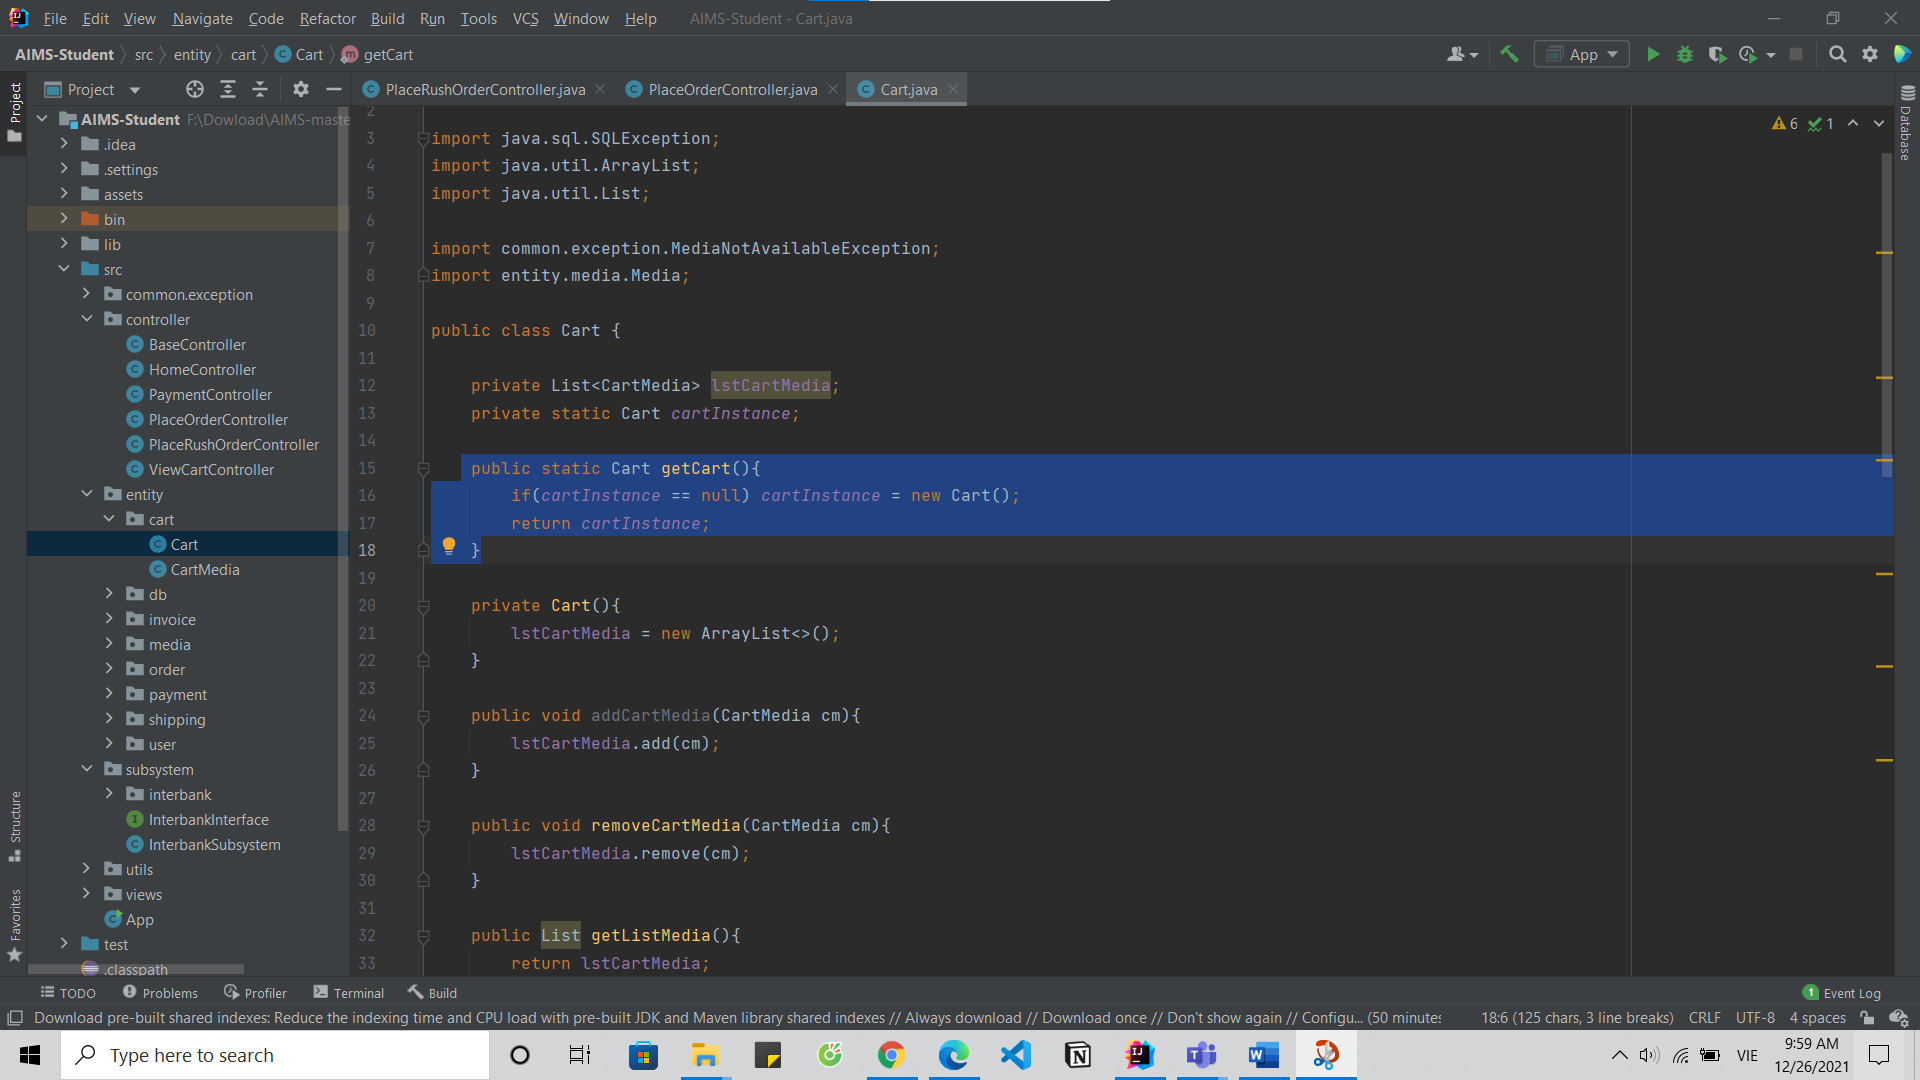 File Edit View Navigate Code Refactor Build Run Tools VCS Window Help AIMS-Student - Cart.java
AIMS-Student src entity cart Cart getCart
App
Project
PlaceRushOrderController.java PlaceOrderController.java Cart.java
Project
AIMS-Student F:\Dowload\AIMS-maste
.idea
.settings
assets
bin
lib
src
common.exception
controller
BaseController
HomeController
PaymentController
PlaceOrderController
PlaceRushOrderController
ViewCartController
entity
cart
Cart
CartMedia
db
invoice
media
order
payment
shipping
user
subsystem
interbank
InterbankInterface
InterbankSubsystem
utils
views
App
test
.classpath
Structure
Favorites
2
3 import java.sql.SQLException;
4 import java.util.ArrayList;
5 import java.util.List;
6
7 import common.exception.MediaNotAvailableException;
8 import entity.media.Media;
9
10 public class Cart {
11
12 private List<CartMedia> lstCartMedia;
13 private static Cart cartInstance;
14
15 public static Cart getCart(){
16 if(cartInstance == null) cartInstance = new Cart();
17 return cartInstance;
18 }
19
20 private Cart(){
21 lstCartMedia = new ArrayList<>();
22 }
23
24 public void addCartMedia(CartMedia cm){
25 lstCartMedia.add(cm);
26 }
27
28 public void removeCartMedia(CartMedia cm){
29 lstCartMedia.remove(cm);
30 }
31
32 public List getListMedia(){
33 return lstCartMedia;
6 1
Database
TODO Problems Profiler Terminal Build
1 Event Log
Download pre-built shared indexes: Reduce the indexing time and CPU load with pre-built JDK and Maven library shared indexes // Always download // Download once // Don't show again // Configu... (50 minutes
18:6 (125 chars, 3 line breaks) CRLF UTF-8 4 spaces
Type here to search
VIE
9:59 AM
12/26/2021